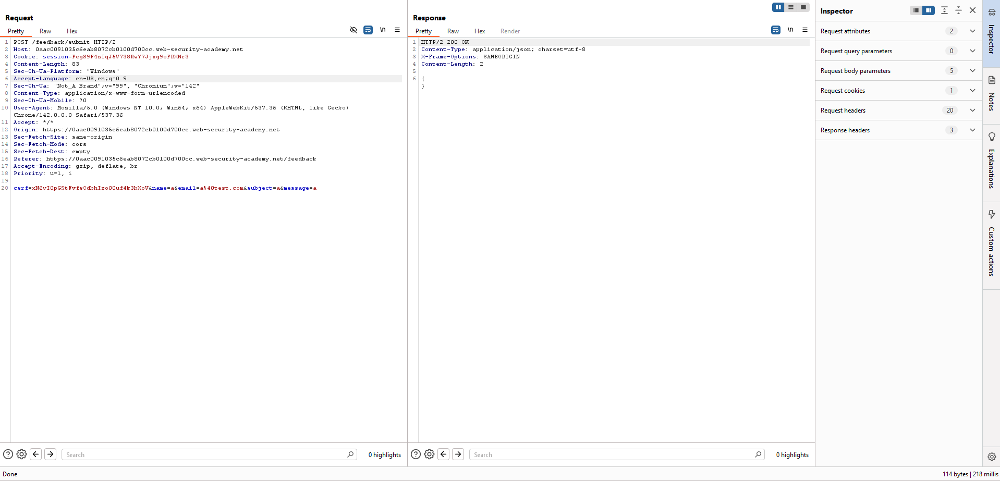 Request
Pretty Raw Hex \n
1 POST /feedback/submit HTTP/2
2 Host: 0aac0091035c6eab8072cb0100d700cc.web-security-academy.net
3 Cookie: session=FegS9F4zIqJ5V738RwY7Jjxg9oFRXNr3
4 Content-Length: 83
5 Sec-Ch-Ua-Platform: "Windows"
6 Accept-Language: en-US,en;q=0.9
7 Sec-Ch-Ua: "Not_A Brand";v="99", "Chromium";v="142"
8 Content-Type: application/x-www-form-urlencoded
9 Sec-Ch-Ua-Mobile: ?0
10 User-Agent: Mozilla/5.0 (Windows NT 10.0; Win64; x64) AppleWebKit/537.36 (KHTML, like Gecko)
Chrome/142.0.0.0 Safari/537.36
11 Accept: */*
12 Origin: https://0aac0091035c6eab8072cb0100d700cc.web-security-academy.net
13 Sec-Fetch-Site: same-origin
14 Sec-Fetch-Mode: cors
15 Sec-Fetch-Dest: empty
16 Referer: https://0aac0091035c6eab8072cb0100d700cc.web-security-academy.net/feedback
17 Accept-Encoding: gzip, deflate, br
18 Priority: u=1, i
19
20 csrf=xN6vI0pGStFvfs0dbhIzo00uf4k3bXoV&name=a&email=a%40test.com&subject=a&message=a
Search
0 highlights
Response
Pretty Raw Hex Render \n
1 HTTP/2 200 OK
2 Content-Type: application/json; charset=utf-8
3 X-Frame-Options: SAMEORIGIN
4 Content-Length: 2
5
6 {
}
Search
0 highlights
Inspector
Request attributes 2
Request query parameters 0
Request body parameters 5
Request cookies 1
Request headers 20
Response headers 3
Inspector
Notes
Explanations
Custom actions
Done
114 bytes | 218 millis